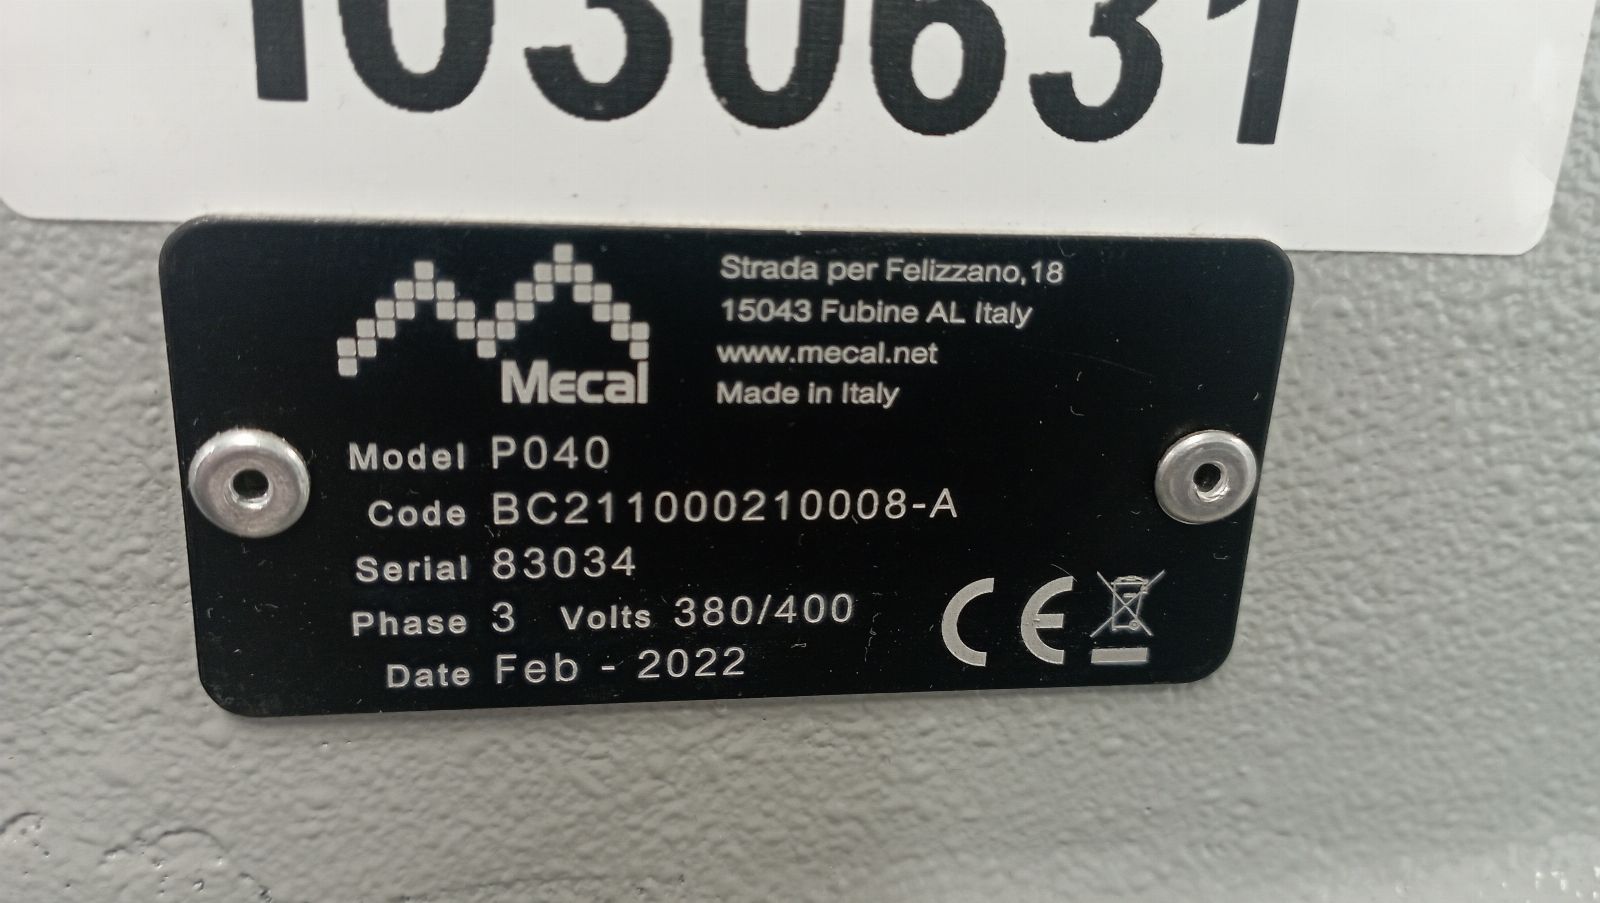 1030631
Mecal
Strada per Felizzano,18
15043 Fubine AL Italy
www.mecal.net
Made in Italy
Model P040
Code BC211000210008-A
Serial 83034
Phase 3 Volts 380/400
Date Feb - 2022
CE